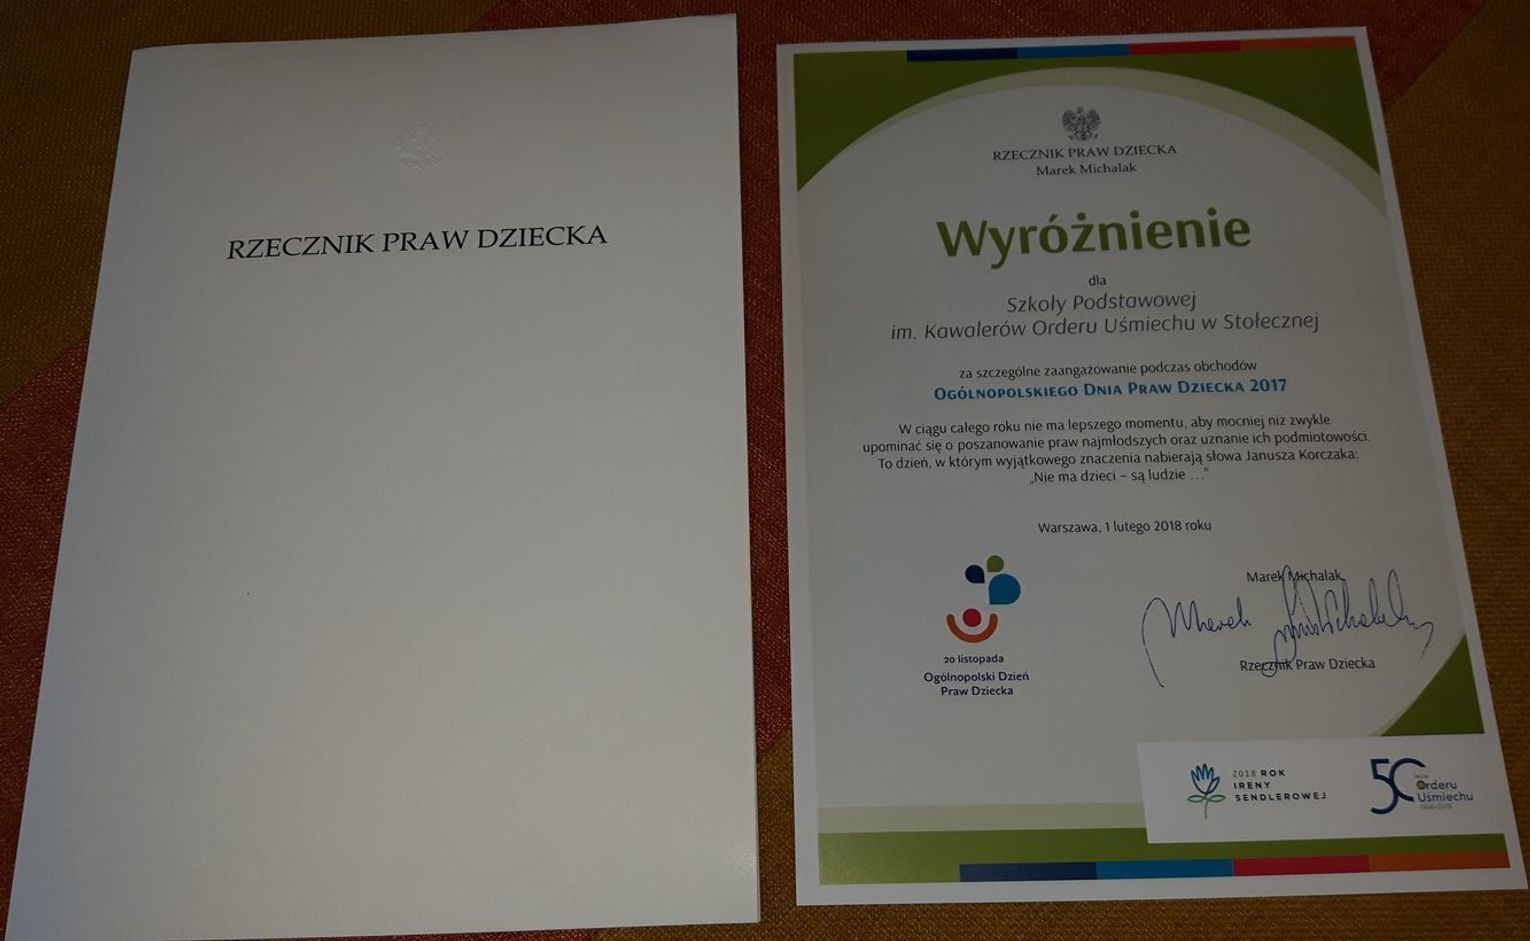 RZECZNIK PRAW DZIECKA
RZECZNIK PRAW DZIECKA
Marek Michalak
Wyróżnienie
dla
Szkoły Podstawowej
im. Kawalerów Orderu Uśmiechu w Stołecznej
za szczególne zaangażowanie podczas obchodów
OGÓLNOPOLSKIEGO DNIA PRAW DZIECKA 2017
W ciągu całego roku nie ma lepszego momentu, aby mocniej niż zwykle
upominać się o poszanowanie praw najmłodszych oraz uznanie ich podmiotowości.
To dzień, w którym wyjątkowego znaczenia nabierają słowa Janusza Korczaka:
„Nie ma dzieci – są ludzie ...”
Warszawa, 1 lutego 2018 roku
20 listopada
Ogólnopolski Dzień
Praw Dziecka
Marek Michalak
Marek Michalak
Rzecznik Praw Dziecka
2018 ROK
IRENY
SENDLEROWEJ
50
Orderu
Uśmiechu